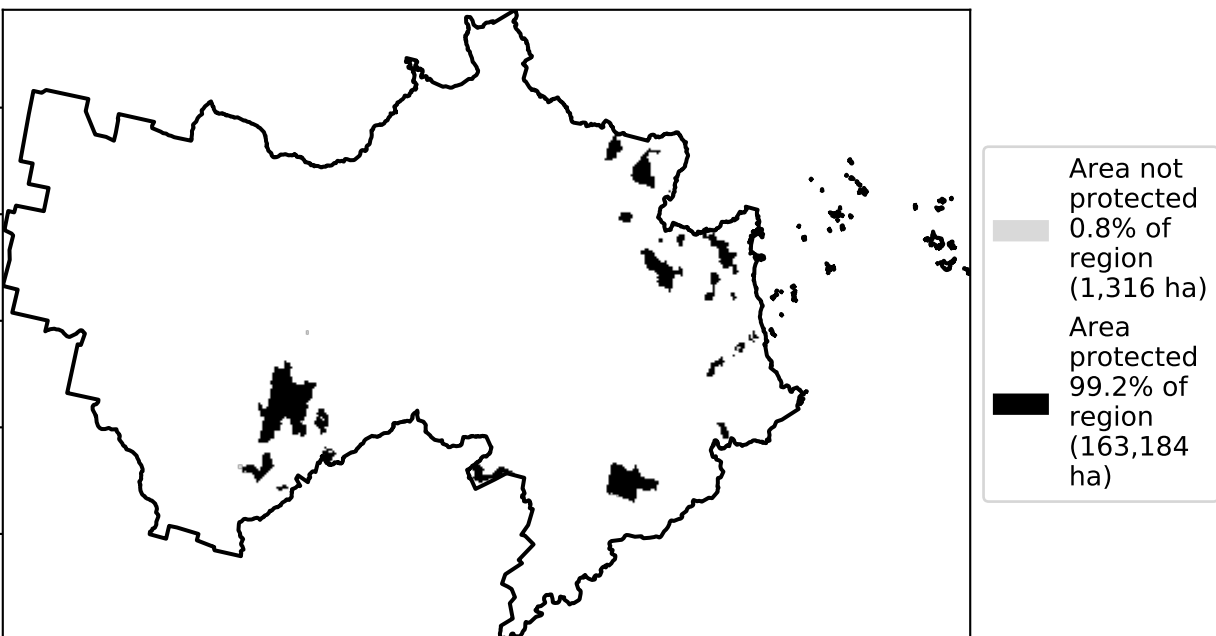 Area not
protected
0.8% of
region
(1,316 ha)
Area
protected
99.2% of
region
(163,184
ha)